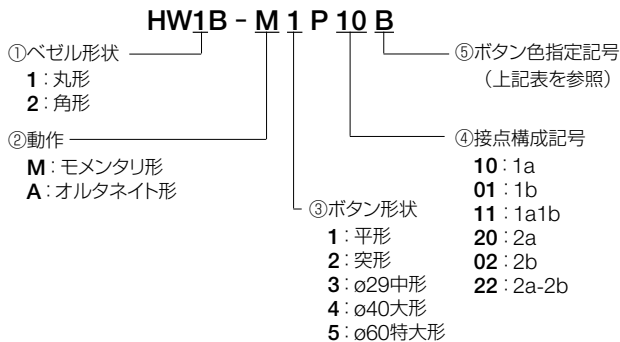 HW1B - M 1 P 10 B
①ベゼル形状
1：丸形
2：角形
②動作
M：モメンタリ形
A：オルタネイト形
③ボタン形状
1：平形
2：突形
3：ø29中形
4：ø40大形
5：ø60特大形
④接点構成記号
10：1a
01：1b
11：1a1b
20：2a
02：2b
22：2a-2b
⑤ボタン色指定記号
（上記表を参照）